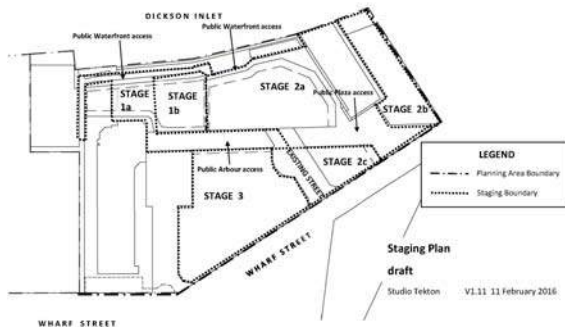 DICKSON INLET
Public Waterfront access
Public Waterfront access
STAGE
1a
STAGE
1b
STAGE 2a
Public Plaza access
STAGE 2b
EXISTING STREET
STAGE 2c
Public Arbour access
STAGE 3
WHARF STREET
WHARF STREET
LEGEND
Planning Area Boundary
Staging Boundary
Staging Plan
draft
Studio Tekton V1.11 11 February 2016